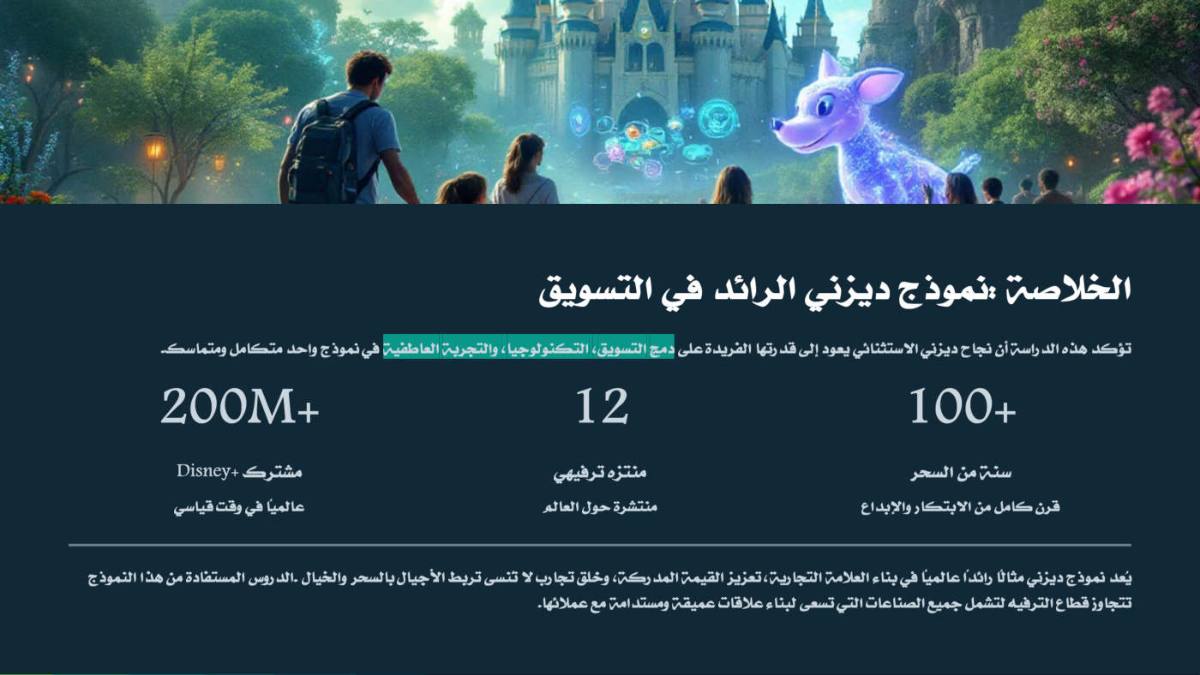 الخلاصة :نموذج ديزني الرائد في التسويق
تؤكد هذه الدراسة أن نجاح ديزني الاستثنائي يعود إلى قدرتها الفريدة على دمج التسويق، التكنولوجيا، والتجربة العاطفية في نموذج واحد متكامل ومتماسك.
100+
12
200M+
سنة من السحر
منتزه ترفيهي
مشترك Disney+
قرن كامل من الابتكار والإبداع
منتشرة حول العالم
عالميًا في وقت قياسي
يُعد نموذج ديزني مثالًا رائدًا عالميًا في بناء العلامة التجارية، تعزيز القيمة المدركة، وخلق تجارب لا تنسى تربط الأجيال بالسحر والخيال .الدروس المستفادة من هذا النموذج
تتجاوز قطاع الترفيه لتشمل جميع الصناعات التي تسعى لبناء علاقات عميقة ومستدامة مع عملائها.